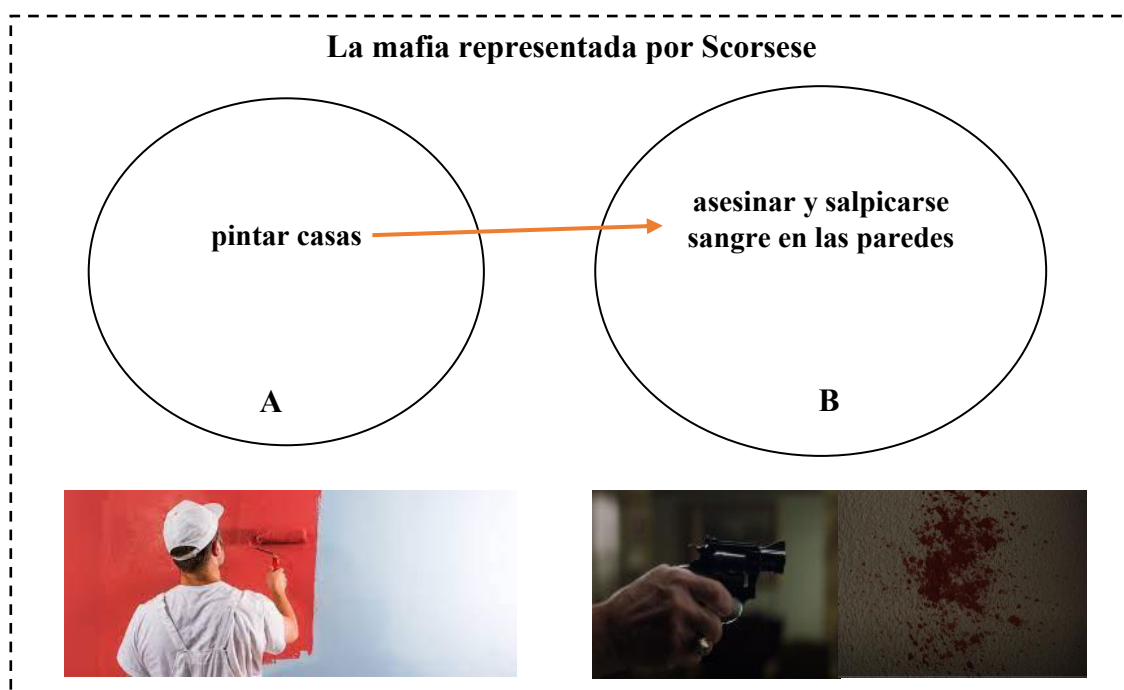 La mafia representada por Scorsese
pintar casas
asesinar y salpicarse
sangre en las paredes
A
B